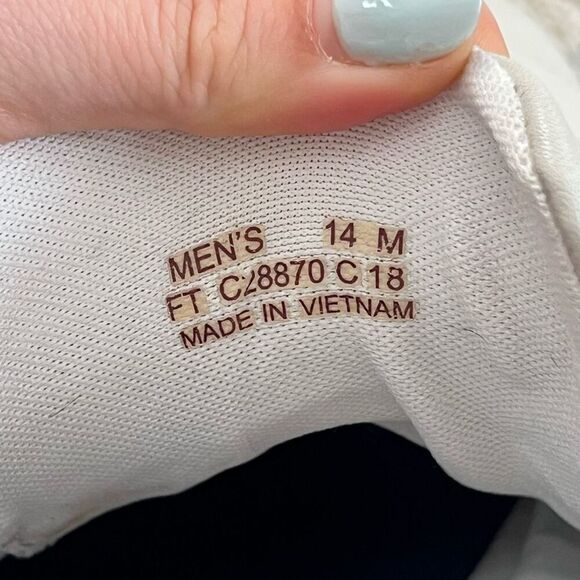 MEN'S 14 M
FT C28870 C 18
MADE IN VIETNAM